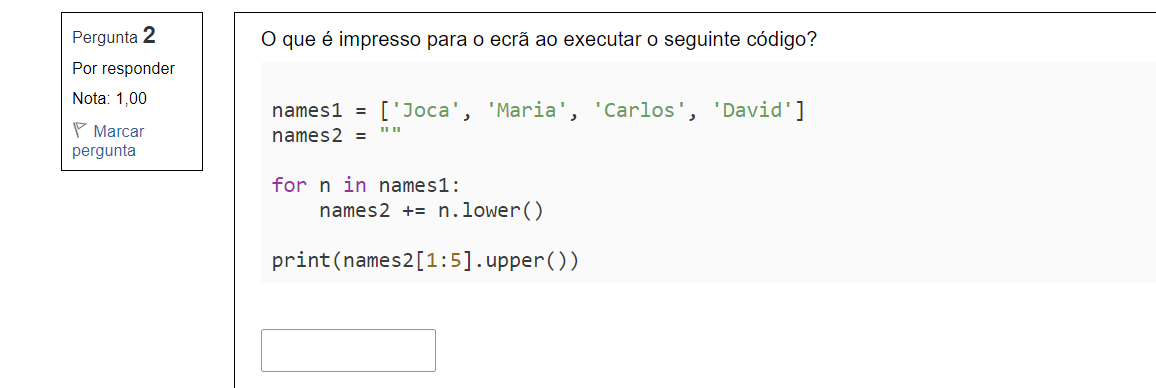 Pergunta 2
Por responder
Nota: 1,00
Marcar
pergunta
O que é impresso para o ecrã ao executar o seguinte código?
names1 = ['Joca', 'Maria', 'Carlos', 'David']
names2 = ""
for n in names1:
    names2 += n.lower()
print(names2[1:5].upper())